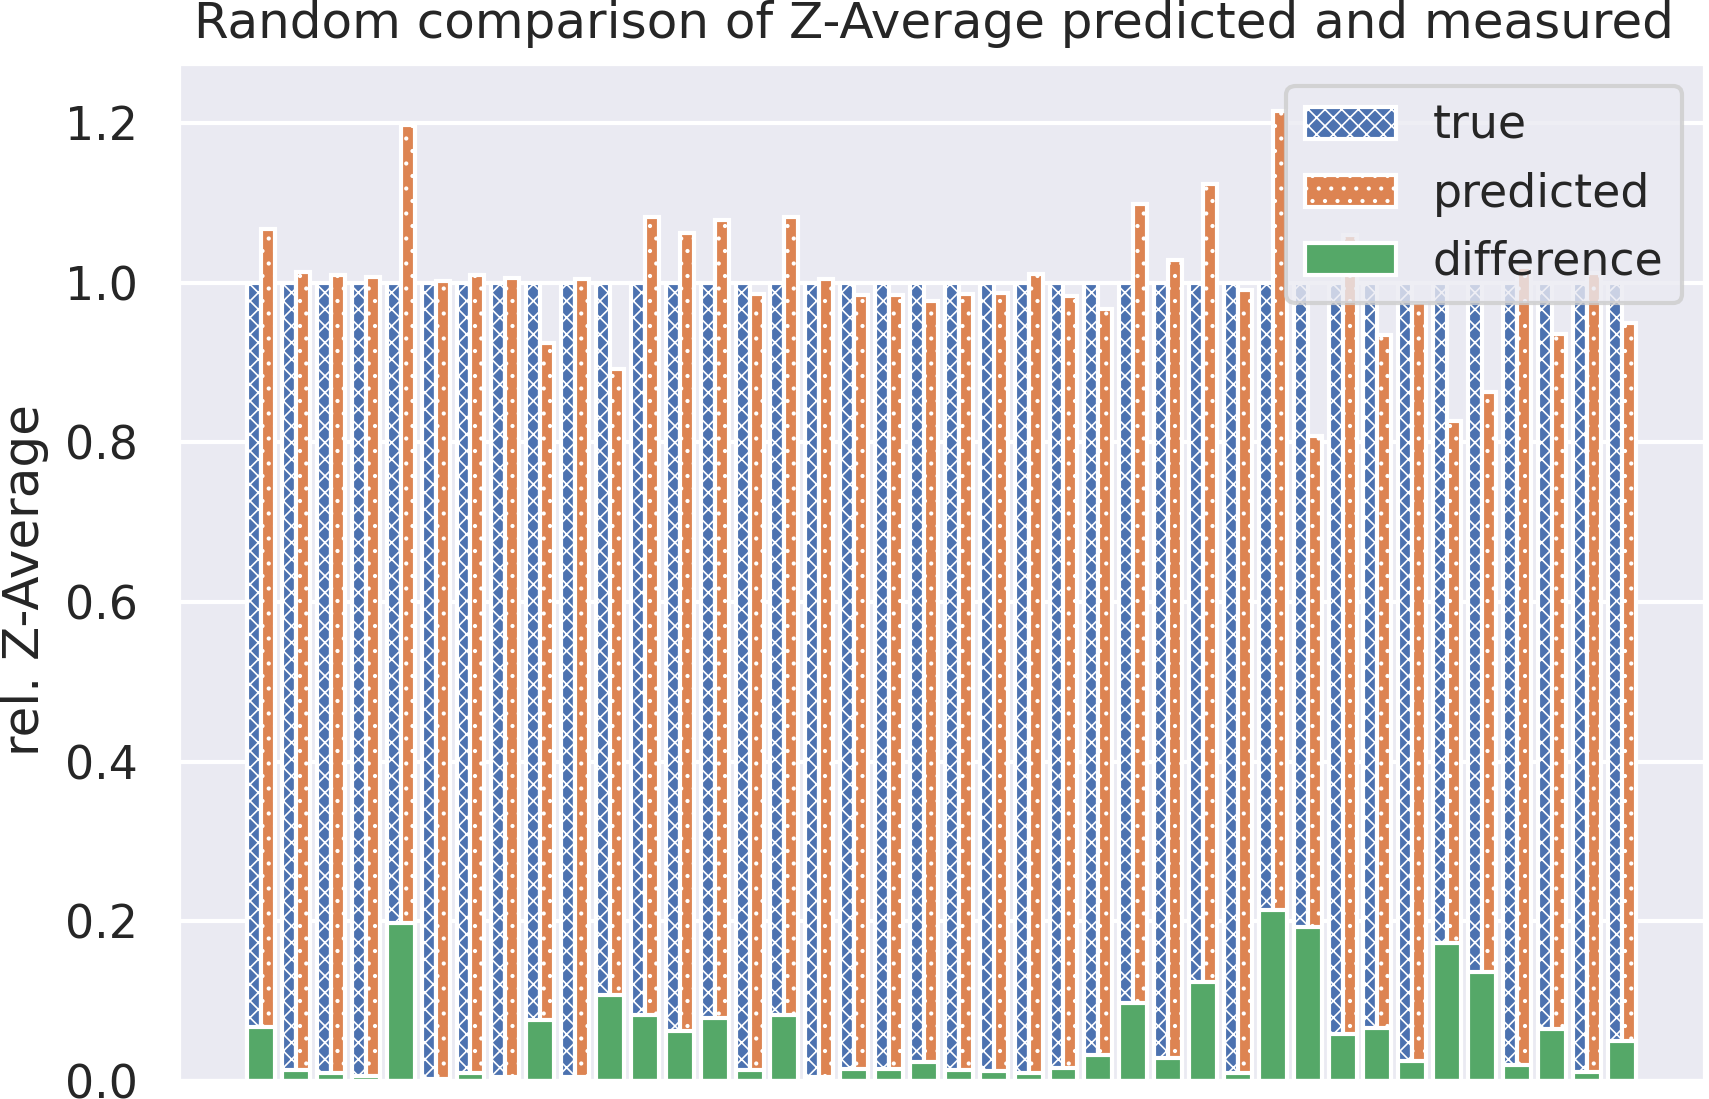 Random comparison of Z-Average predicted and measured
rel. Z-Average
1.2
1.0
0.8
0.6
0.4
0.2
0.0
true
predicted
difference